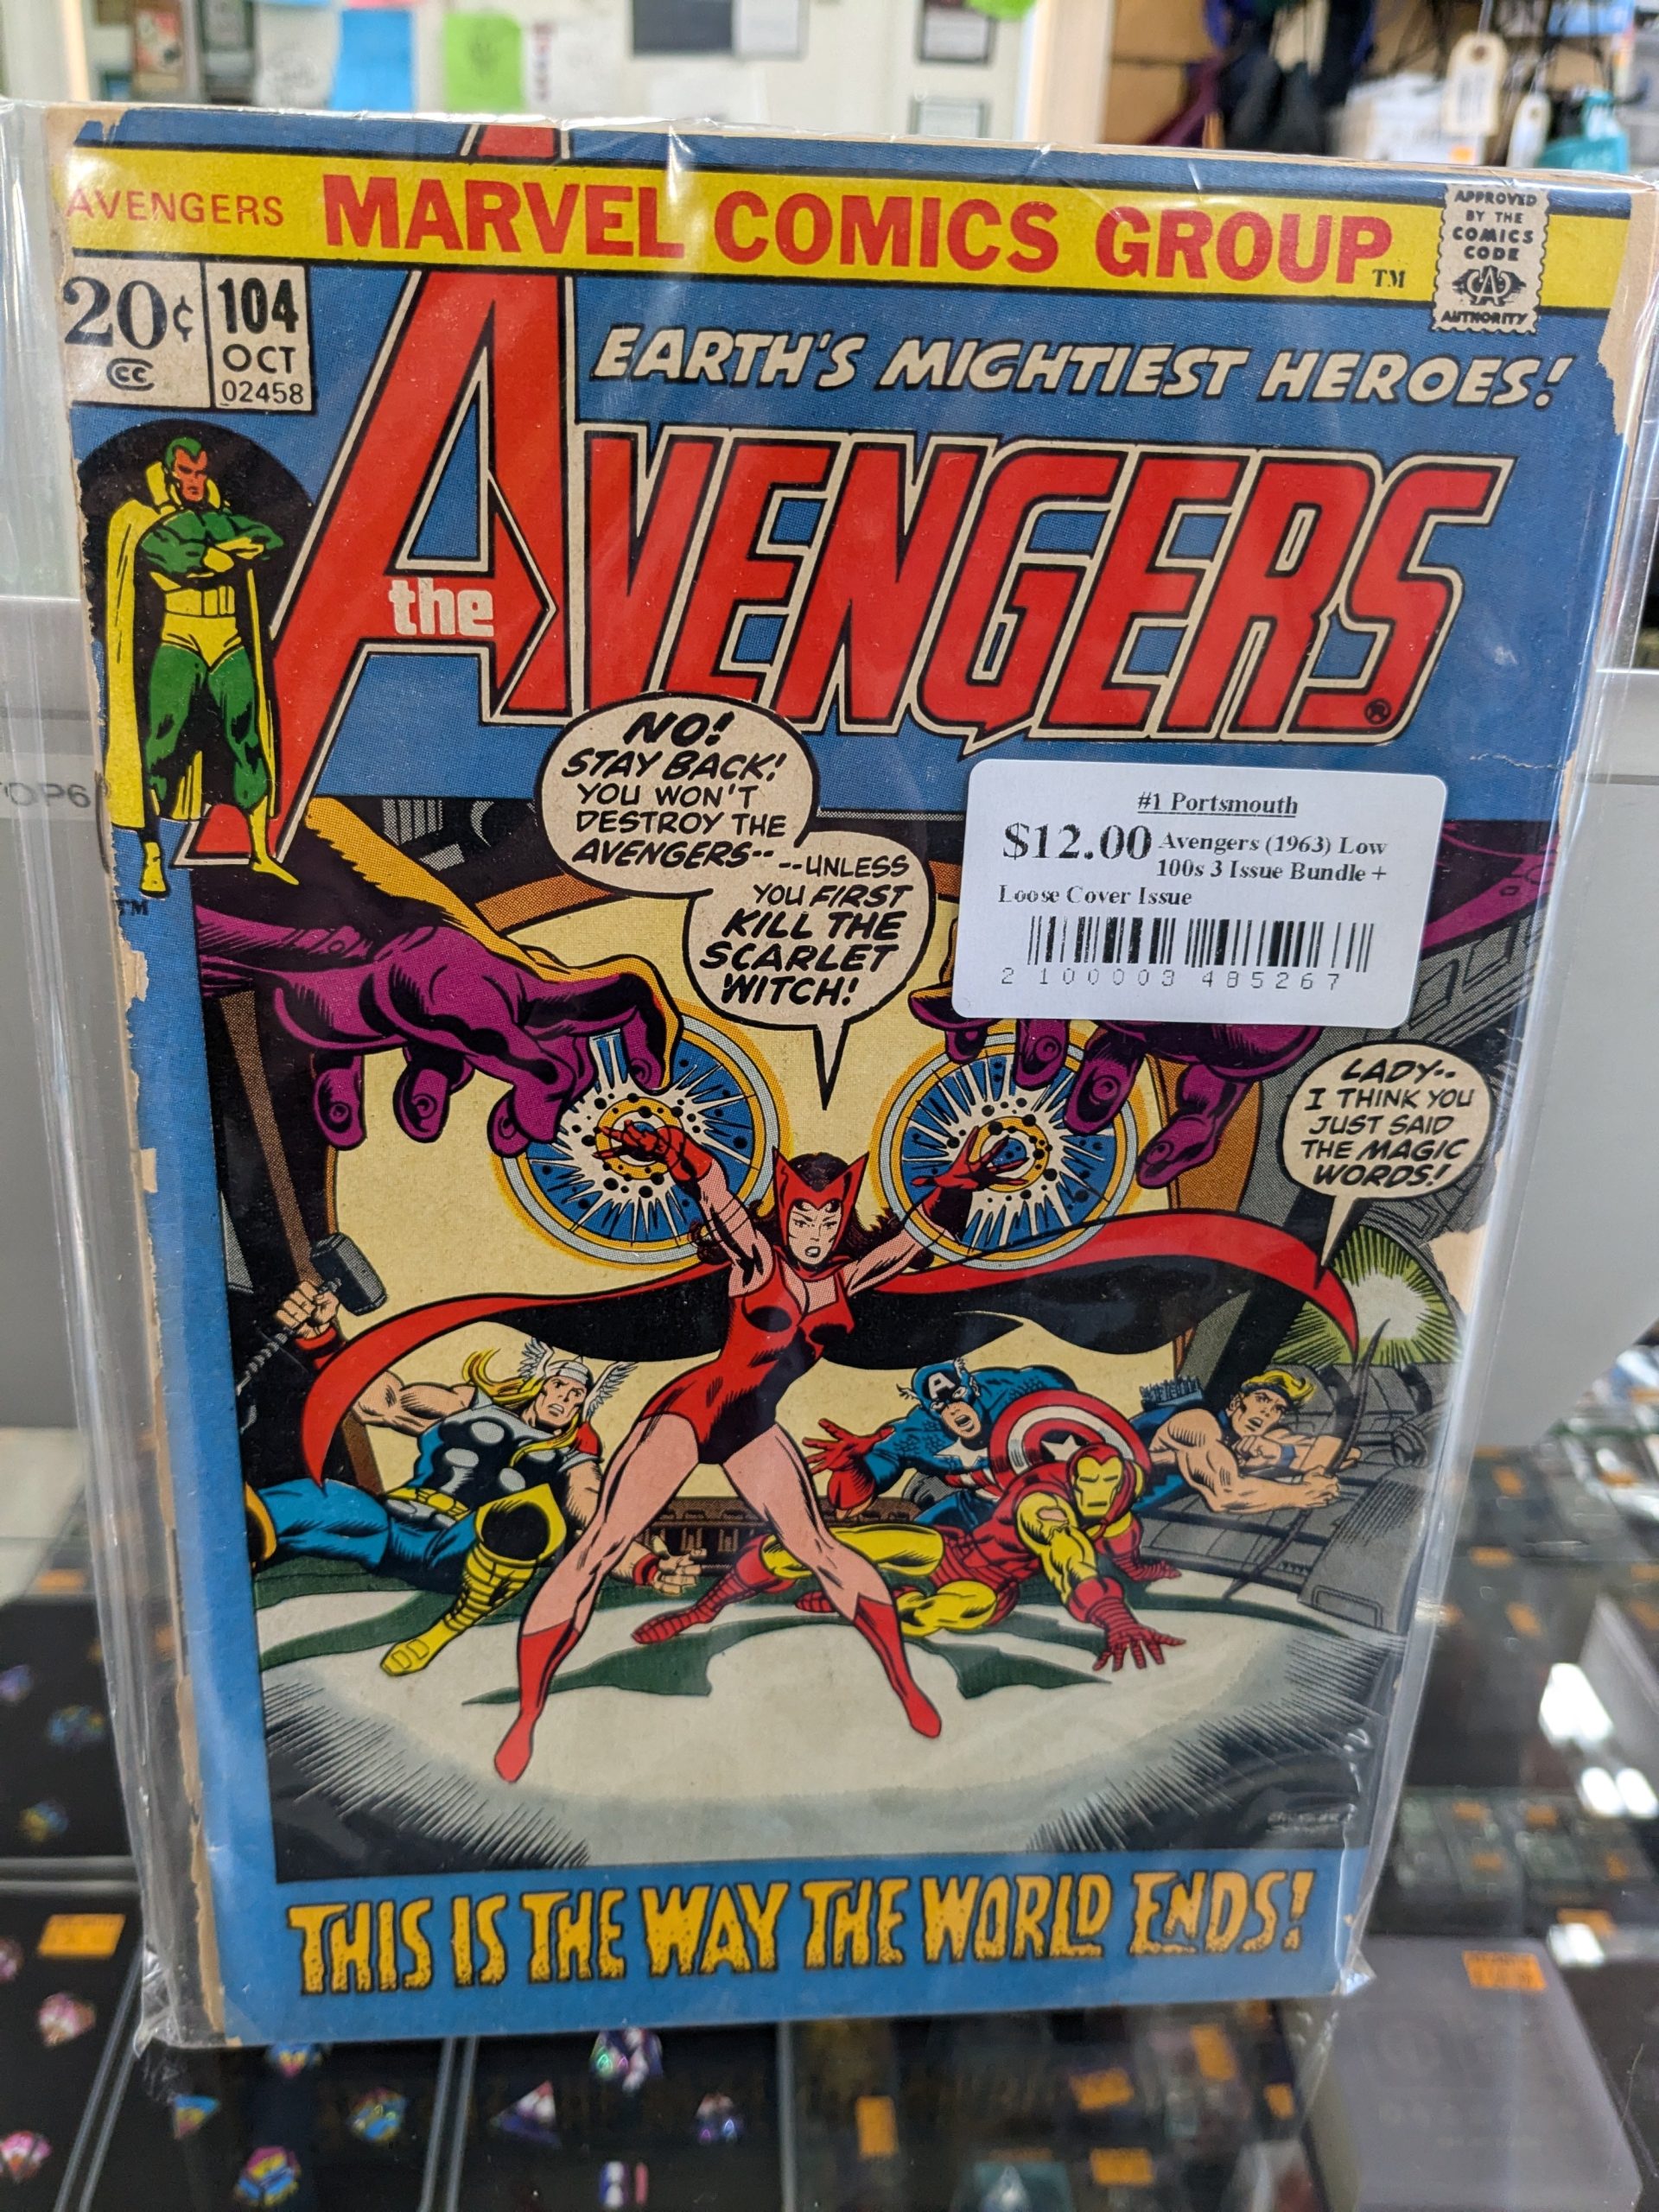 AVENGERS MARVEL COMICS GROUP TM
APPROVED
BY THE
COMICS
CODE
CA
AUTHORITY
20¢
CC
104
OCT
02458
EARTH'S MIGHTIEST HEROES!
the AVENGERS ®
TM
NO!
STAY BACK!
YOU WON'T
DESTROY THE
AVENGERS--
--UNLESS
YOU FIRST
KILL THE
SCARLET
WITCH!
#1 Portsmouth
$12.00 Avengers (1963) Low
100s 3 Issue Bundle +
Loose Cover Issue
2 100003 485267
LADY--
I THINK YOU
JUST SAID
THE MAGIC
WORDS!
A
THIS IS THE WAY THE WORLD ENDS!